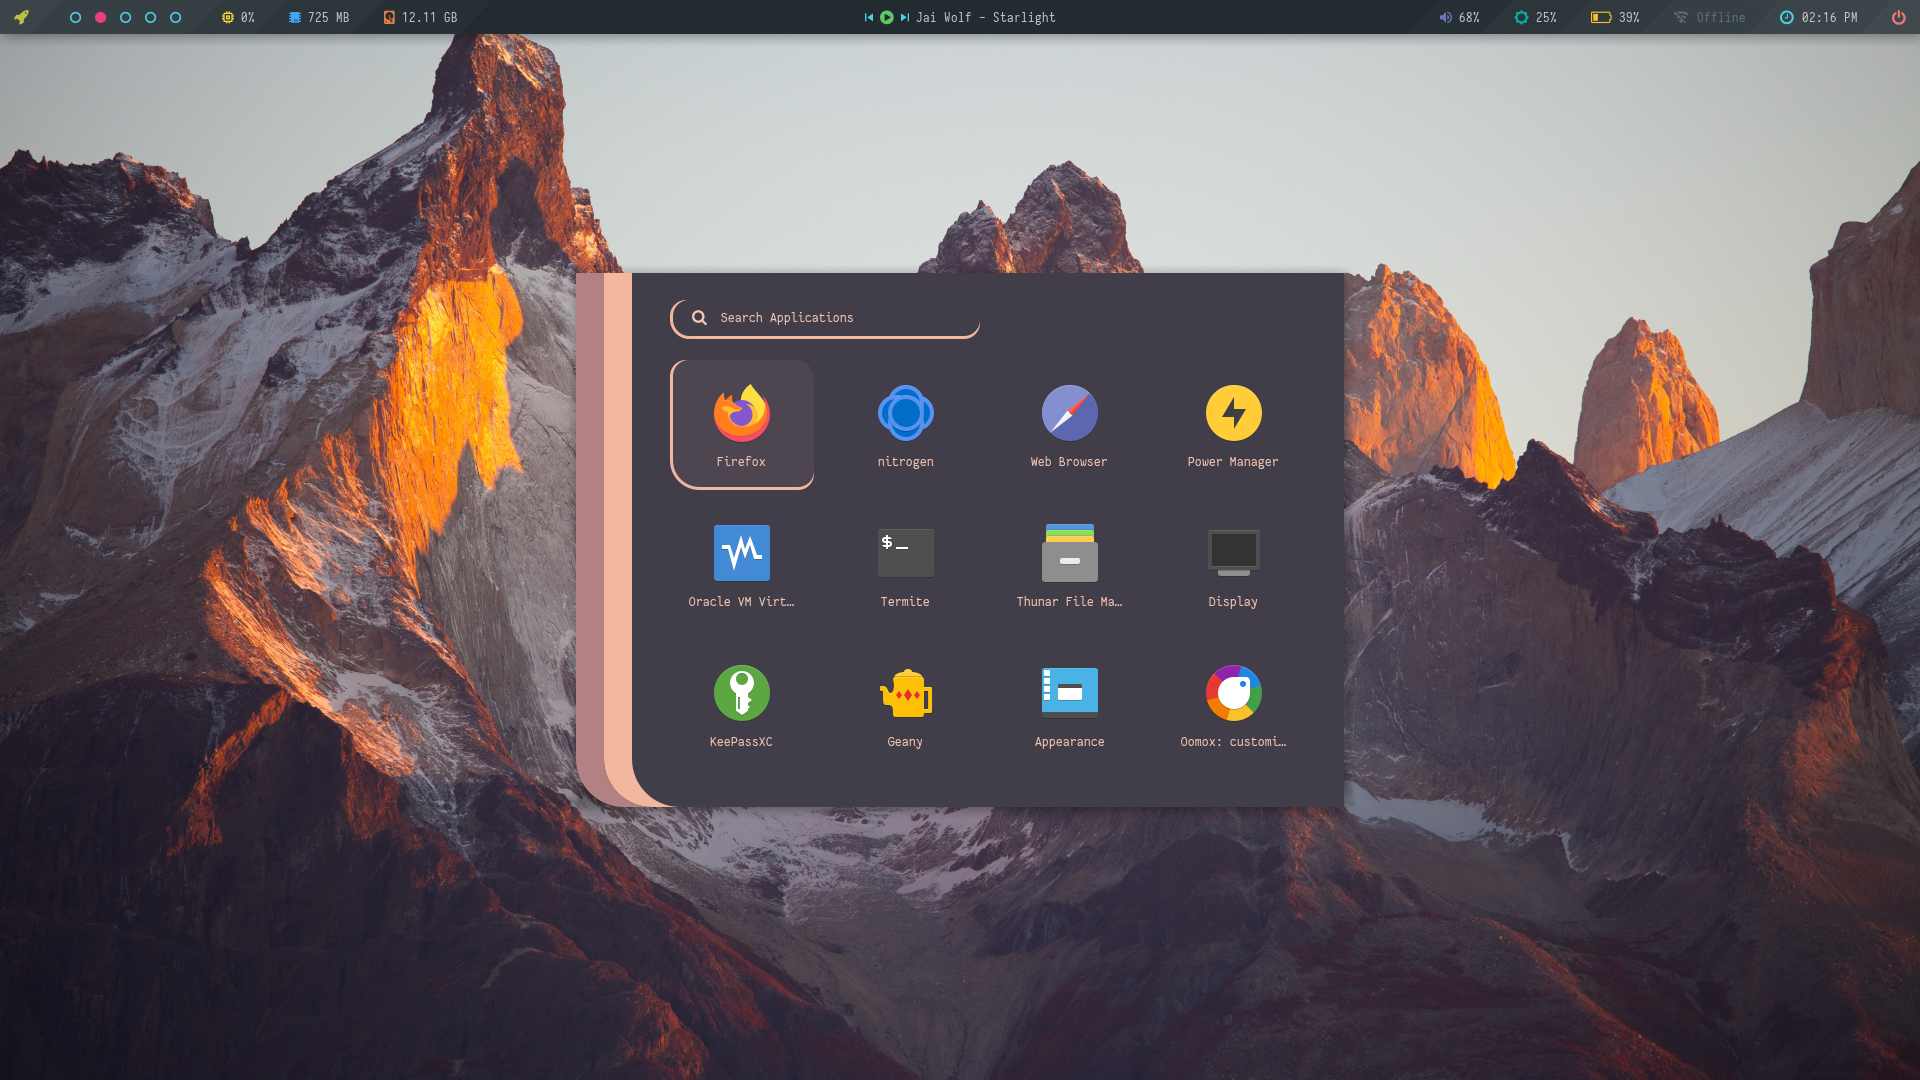 0% 725 MB 12.11 GB Jai Wolf - Starlight 68% 25% 39% Offline 02:16 PM
Search Applications
Firefox nitrogen Web Browser Power Manager
$_
Oracle VM Virt… Termite Thunar File Ma… Display
KeePassXC Geany Appearance Oomox: customi…